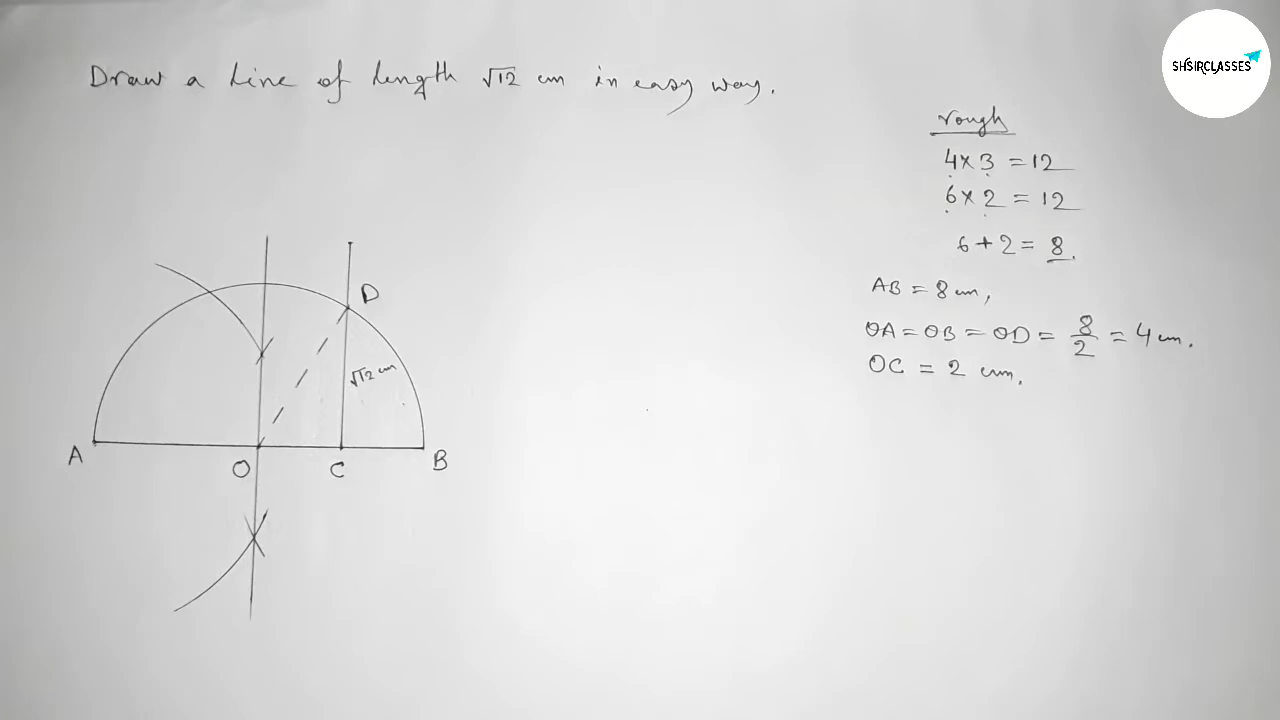 Draw a line of length √12 cm in easy way.
SHSIRCLASSES
rough
4×3 = 12
6×2 = 12
6+2 = 8.
AB = 8 cm,
OA = OB = OD = 8/2 = 4 cm.
OC = 2 cm.
D
√12 cm
A
O
C
B